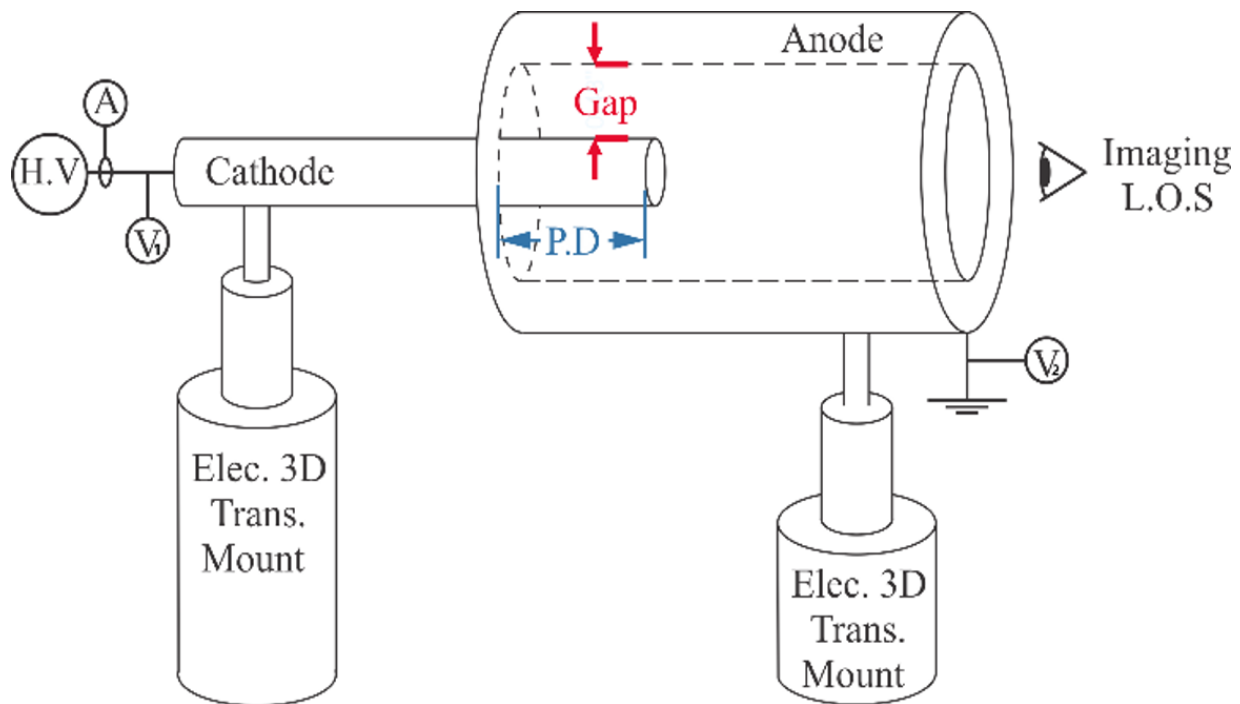 Anode
Gap
A
H.V
Cathode
V1
P.D
Imaging
L.O.S
V2
Elec. 3D
Trans.
Mount
Elec. 3D
Trans.
Mount